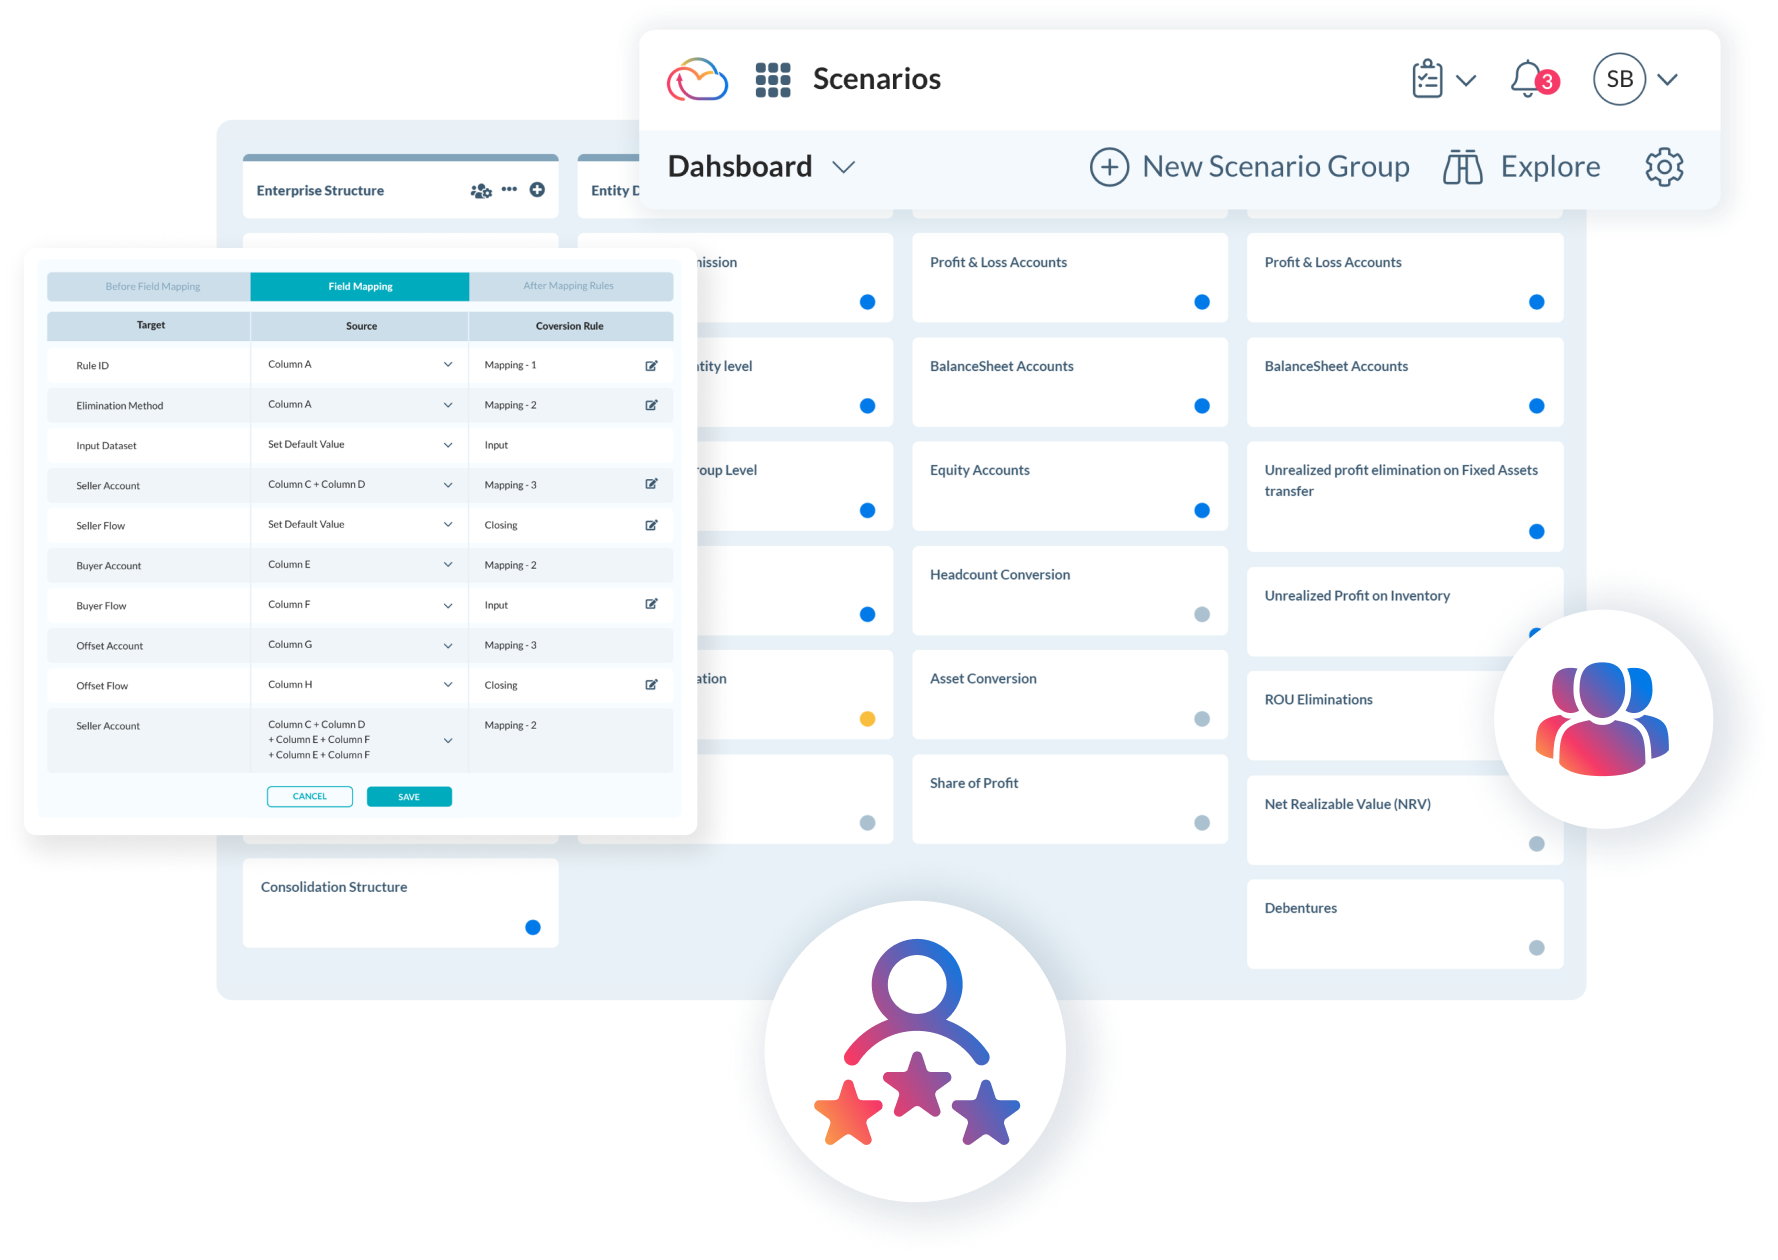 Scenarios
3
SB
Dahsboard
New Scenario Group
Explore
Enterprise Structure
Entity
Before Field Mapping
Field Mapping
After Mapping Rules
Target
Source
Coversion Rule
Rule ID
Column A
Mapping - 1
Elimination Method
Column A
Mapping - 2
Input Dataset
Set Default Value
Input
Seller Account
Column C + Column D
Mapping - 3
Seller Flow
Set Default Value
Closing
Buyer Account
Column E
Mapping - 2
Buyer Flow
Column F
Input
Offset Account
Column G
Mapping - 3
Offset Flow
Column H
Closing
Seller Account
Column C + Column D
+ Column E + Column F
+ Column E + Column F
Mapping - 2
CANCEL
SAVE
Consolidation Structure
level
Level
Profit & Loss Accounts
BalanceSheet Accounts
Equity Accounts
Headcount Conversion
Asset Conversion
Share of Profit
Profit & Loss Accounts
BalanceSheet Accounts
Unrealized profit elimination on Fixed Assets
transfer
Unrealized Profit on Inventory
ROU Eliminations
Net Realizable Value (NRV)
Debentures